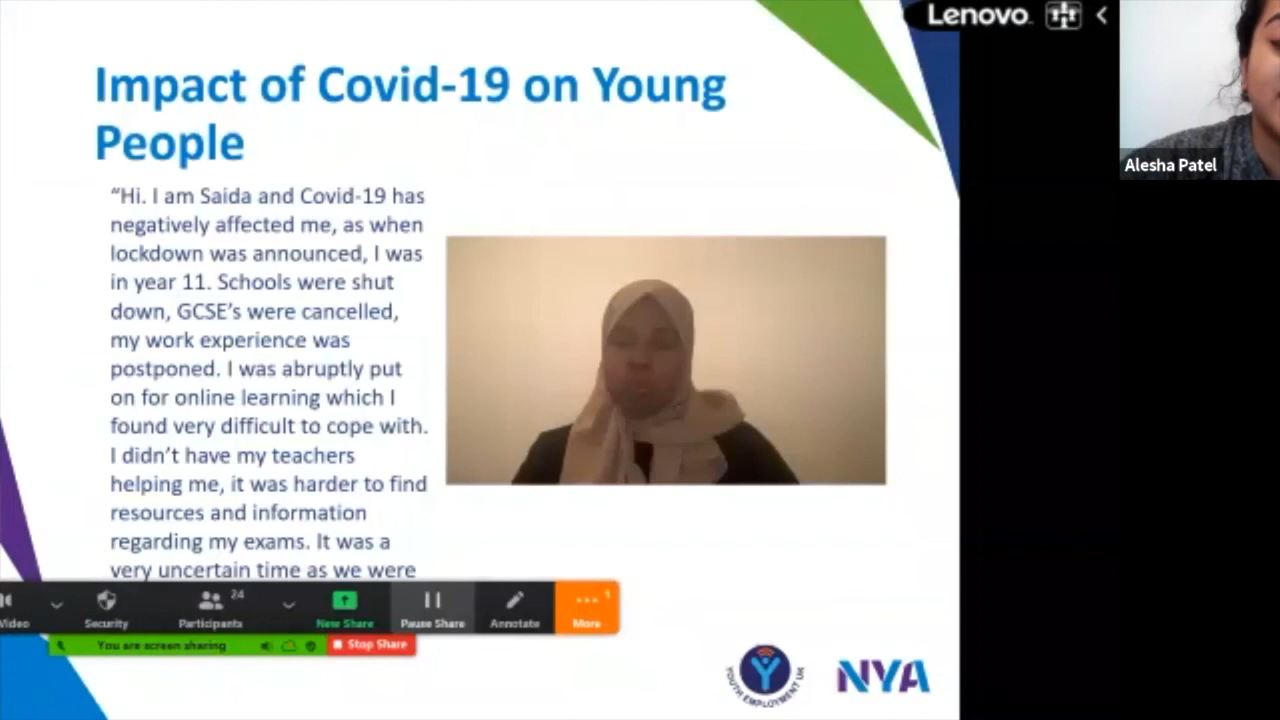 Lenovo
Impact of Covid-19 on Young
People
Alesha Patel
“Hi. I am Saida and Covid-19 has
negatively affected me, as when
lockdown was announced, I was
in year 11. Schools were shut
down, GCSE’s were cancelled,
my work experience was
postponed. I was abruptly put
on for online learning which I
found very difficult to cope with.
I didn’t have my teachers
helping me, it was harder to find
resources and information
regarding my exams. It was a
very uncertain time as we were
Video
Security
Participants
24
New Share
Pause Share
Annotate
More
1
You are screen sharing
Stop Share
YOUTH EMPLOYMENT UK
NYA